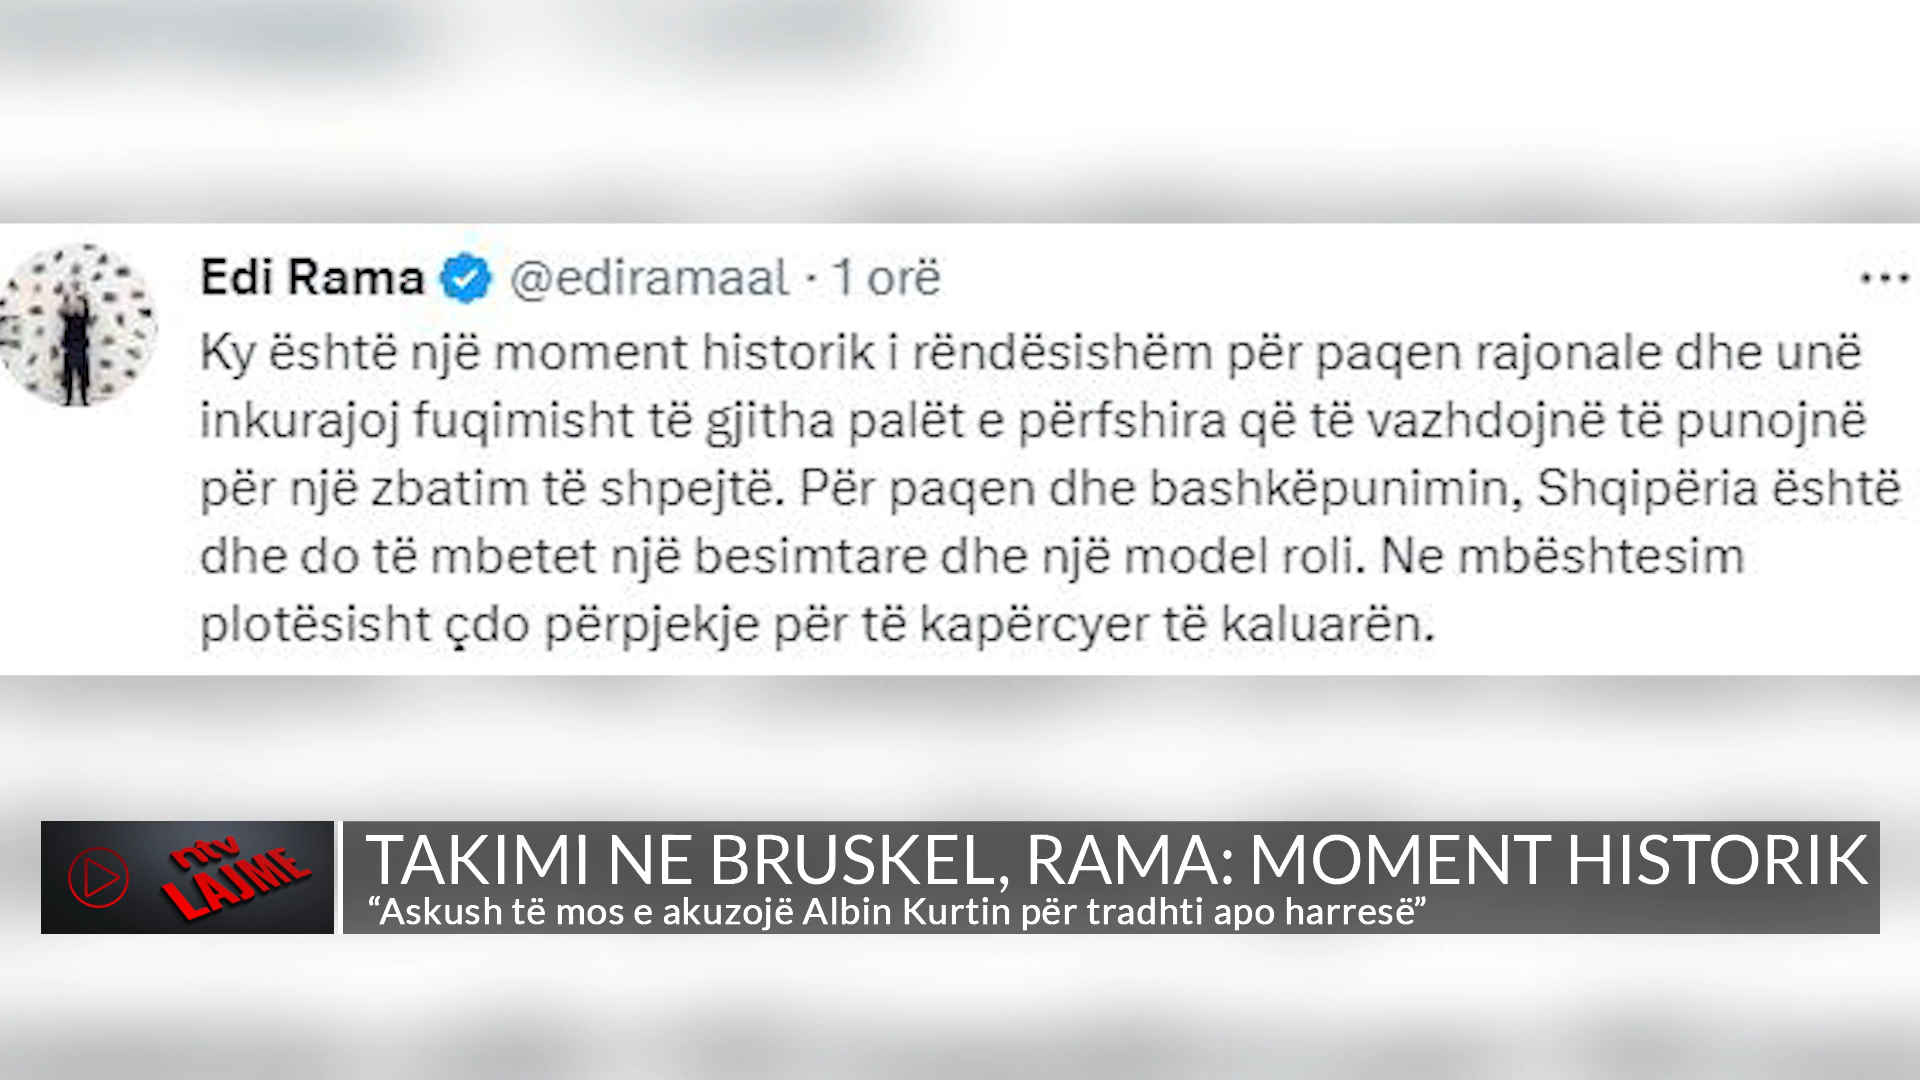 Edi Rama @ediramaal · 1 orë
Ky është një moment historik i rëndësishëm për paqen rajonale dhe unë
inkurajoj fuqimisht të gjitha palët e përfshira që të vazhdojnë të punojnë
për një zbatim të shpejtë. Për paqen dhe bashkëpunimin, Shqipëria është
dhe do të mbetet një besimtare dhe një model roli. Ne mbështesim
plotësisht çdo përpjekje për të kapërcyer të kaluarën.
ntv
LAJME
TAKIMI NE BRUSKEL, RAMA: MOMENT HISTORIK
“Askush të mos e akuzojë Albin Kurtin për tradhti apo harresë”